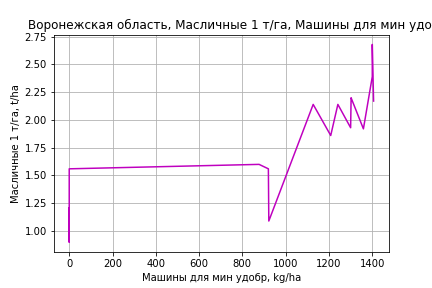 Воронежская область, Масличные 1 т/га, Машины для мин удо
2.75
2.50
2.25
2.00
1.75
1.50
1.25
1.00
Масличные 1 т/га, t/ha
0 200 400 600 800 1000 1200 1400
Машины для мин удобр, kg/ha